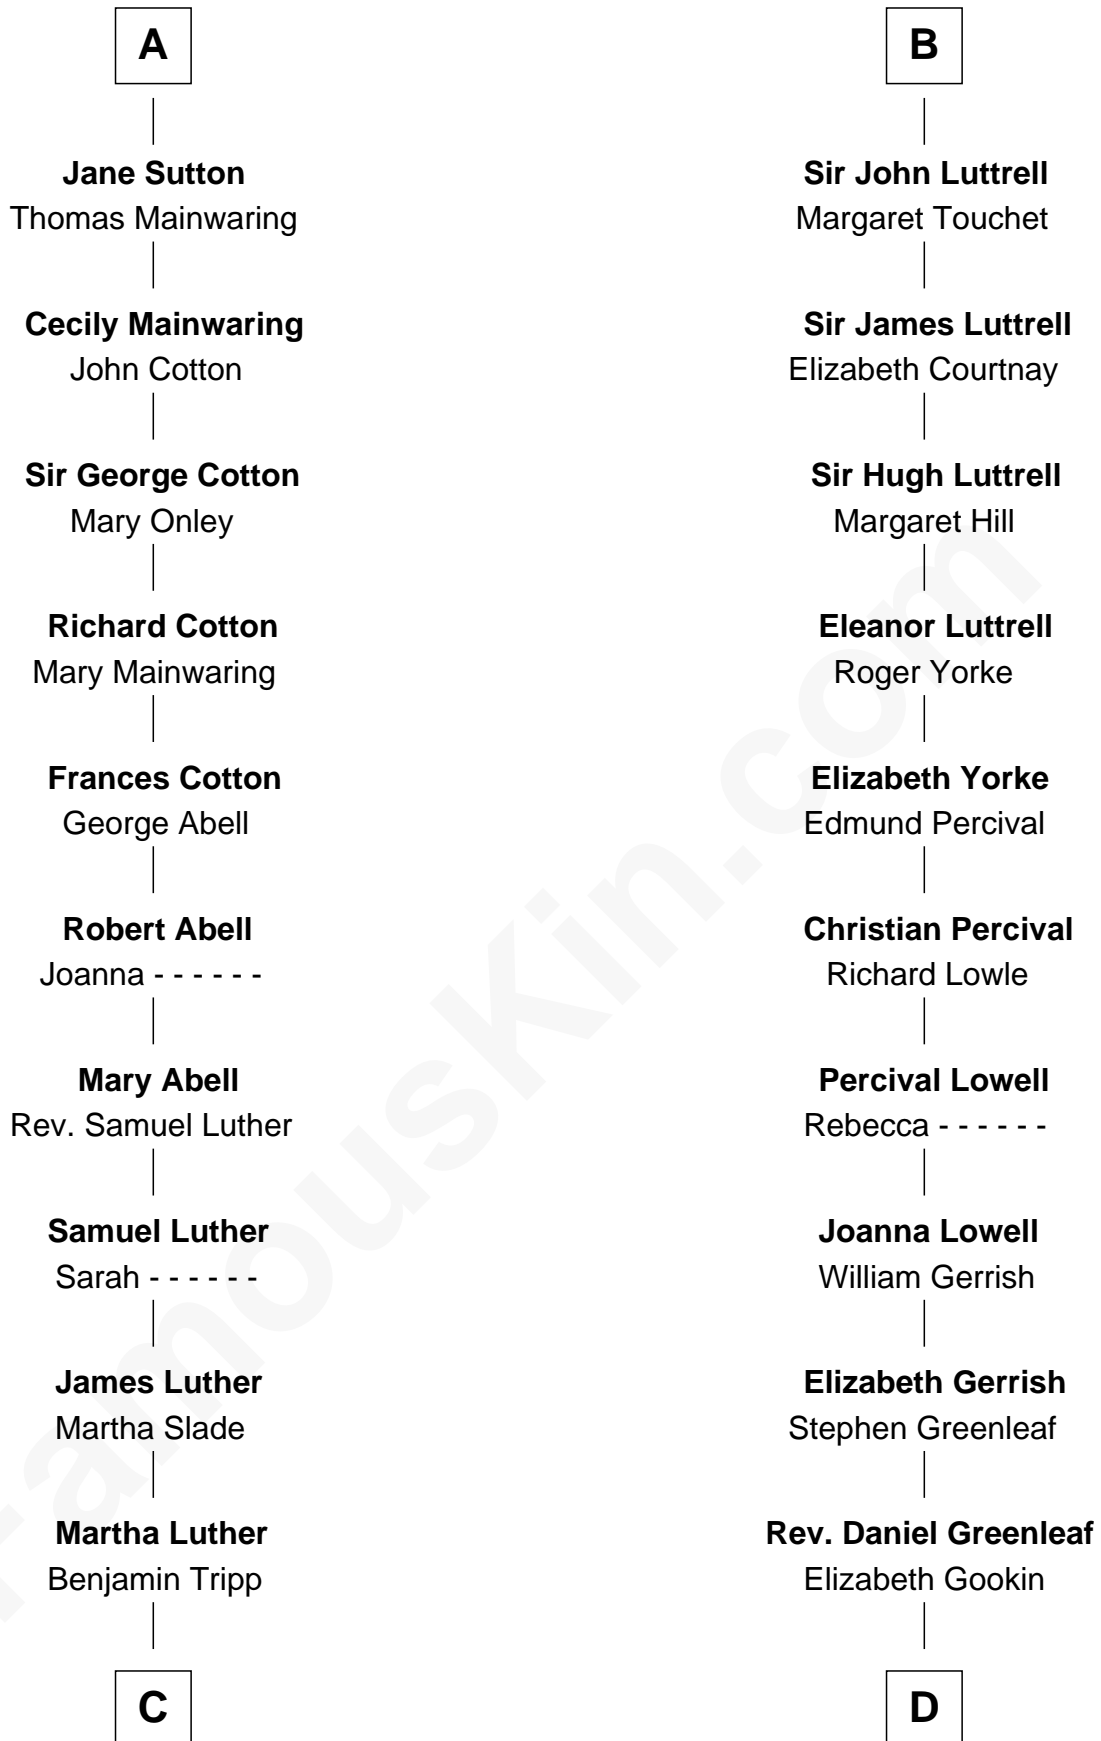 A
Jane Sutton
Thomas Mainwaring
Cecily Mainwaring
John Cotton
Sir George Cotton
Mary Onley
Richard Cotton
Mary Mainwaring
Frances Cotton
George Abell
Robert Abell
Joanna - - - - - -
Mary Abell
Rev. Samuel Luther
Samuel Luther
Sarah - - - - - -
James Luther
Martha Slade
Martha Luther
Benjamin Tripp
C
B
Sir John Luttrell
Margaret Touchet
Sir James Luttrell
Elizabeth Courtnay
Sir Hugh Luttrell
Margaret Hill
Eleanor Luttrell
Roger Yorke
Elizabeth Yorke
Edmund Percival
Christian Percival
Richard Lowle
Percival Lowell
Rebecca - - - - - -
Joanna Lowell
William Gerrish
Elizabeth Gerrish
Stephen Greenleaf
Rev. Daniel Greenleaf
Elizabeth Gookin
D
FamousKin.com